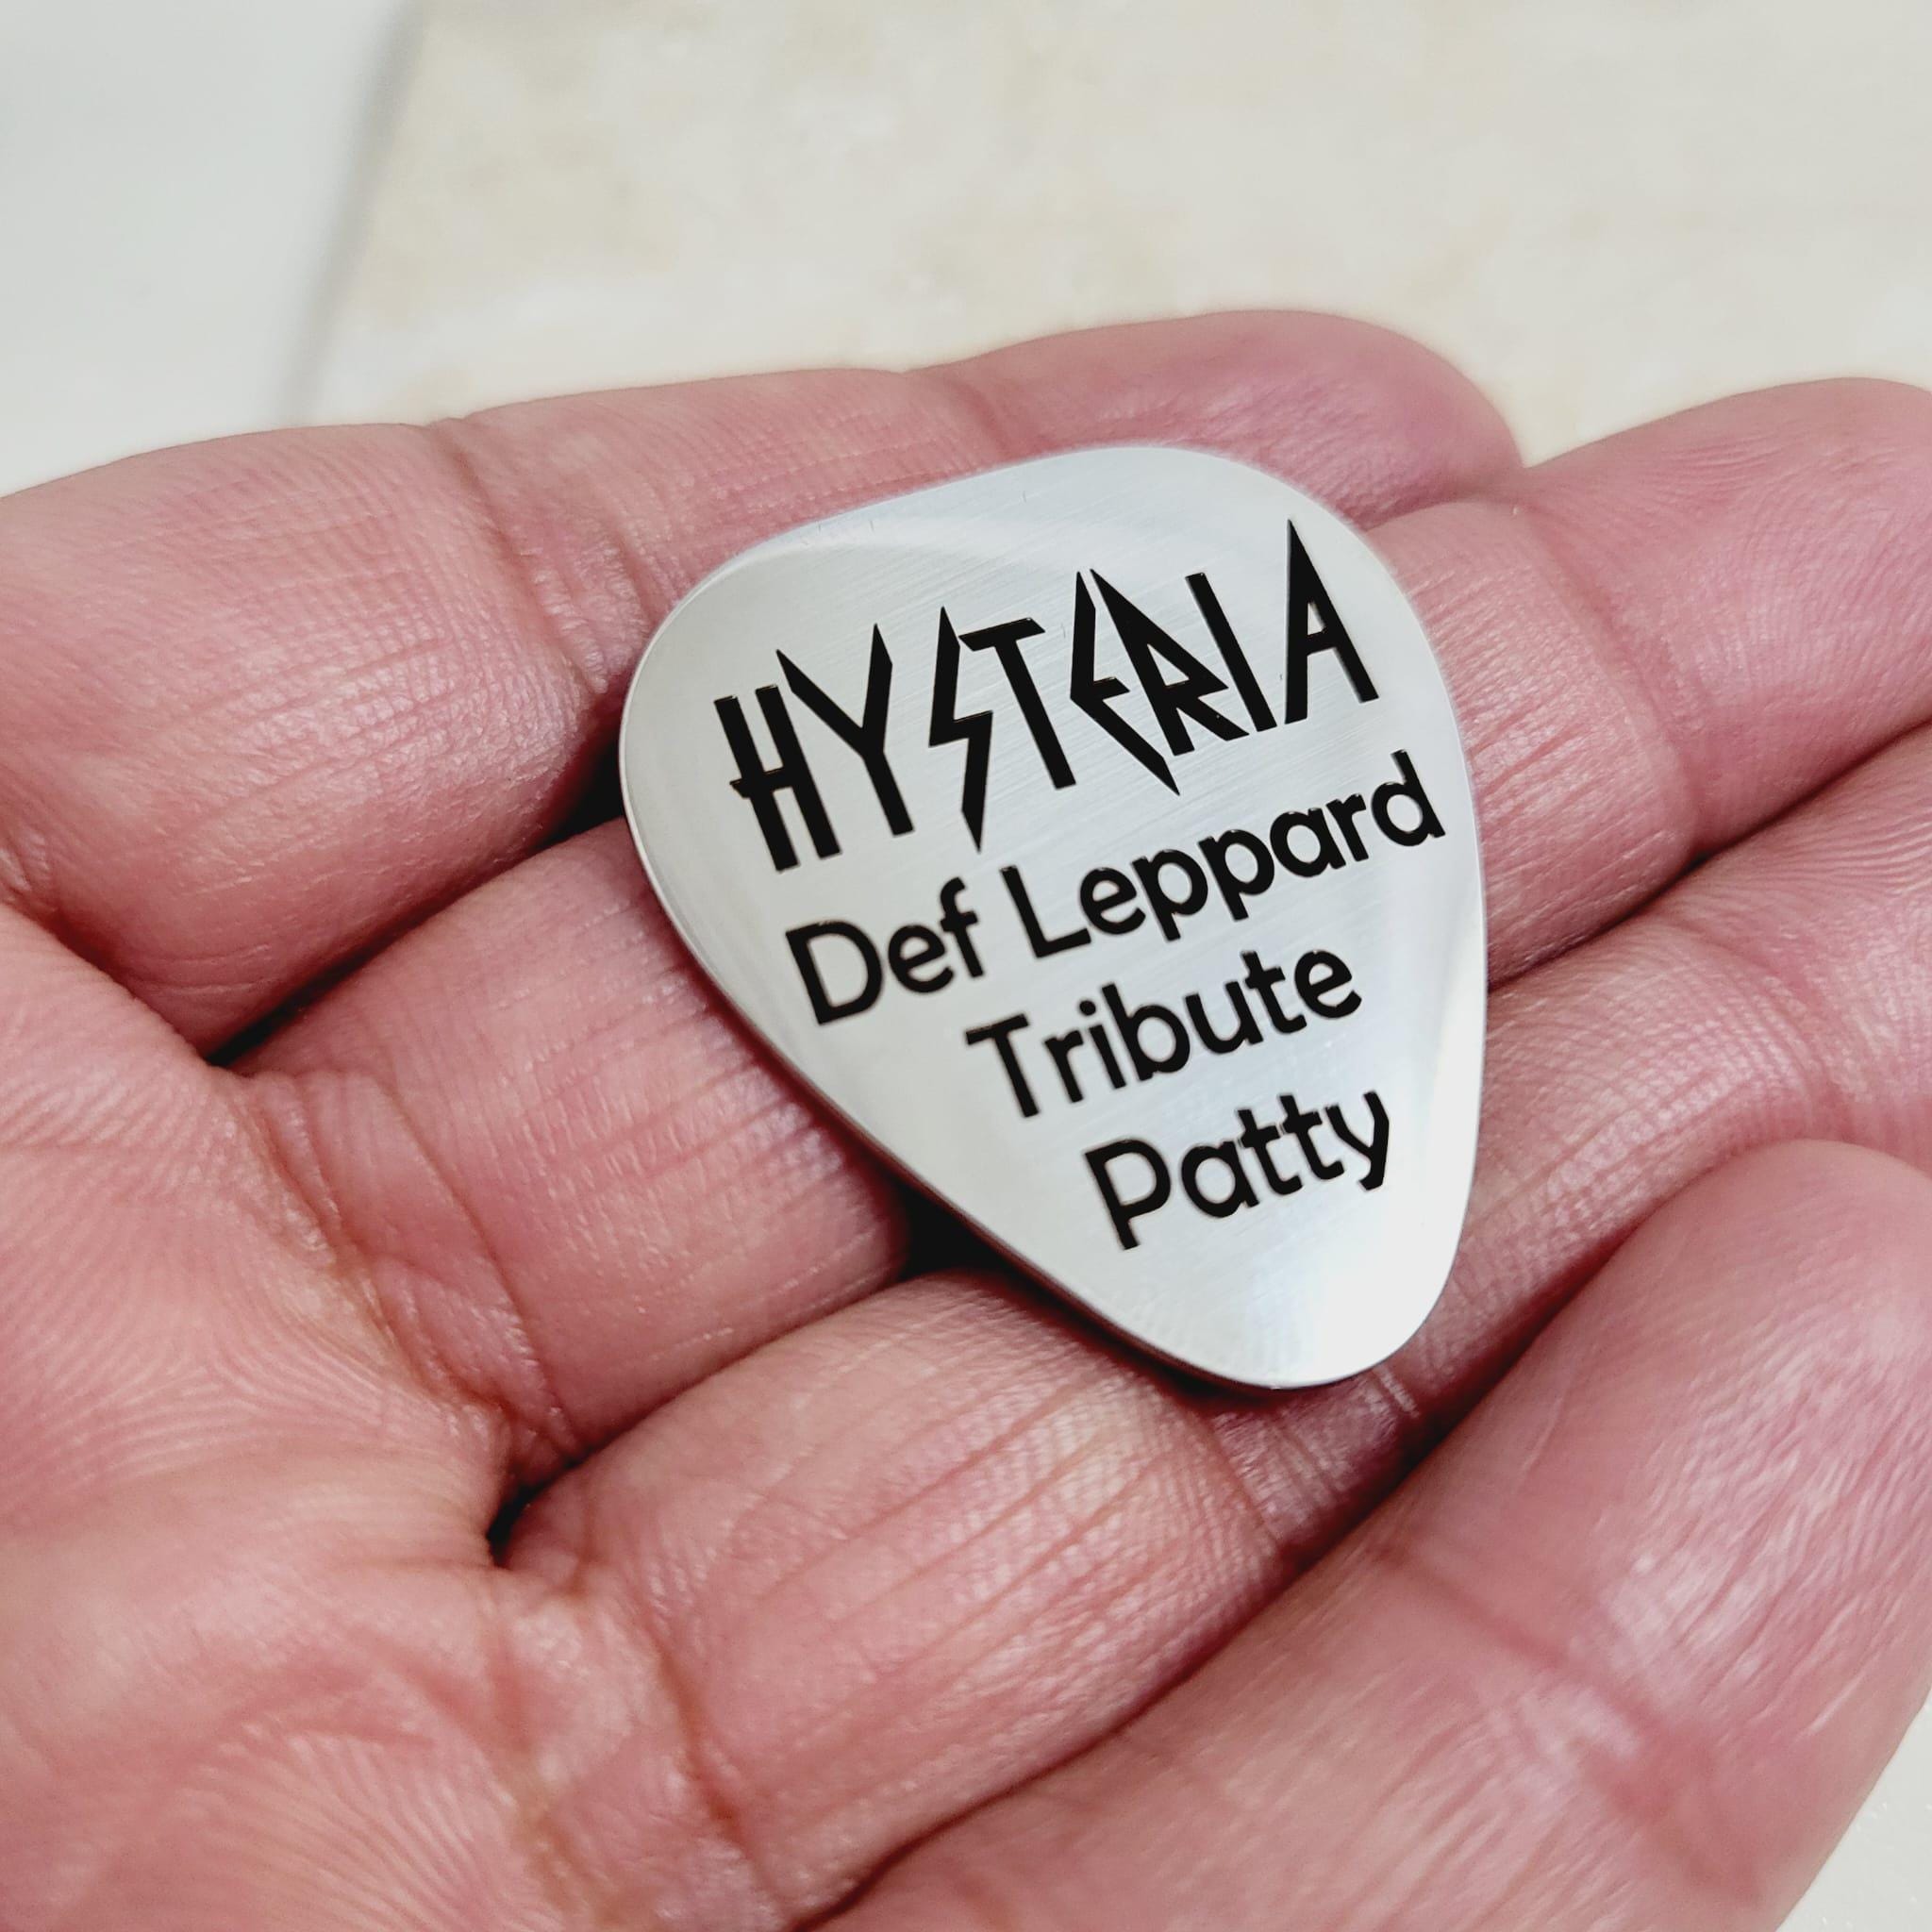 HYSTERIA
Def Leppard
Tribute
Patty